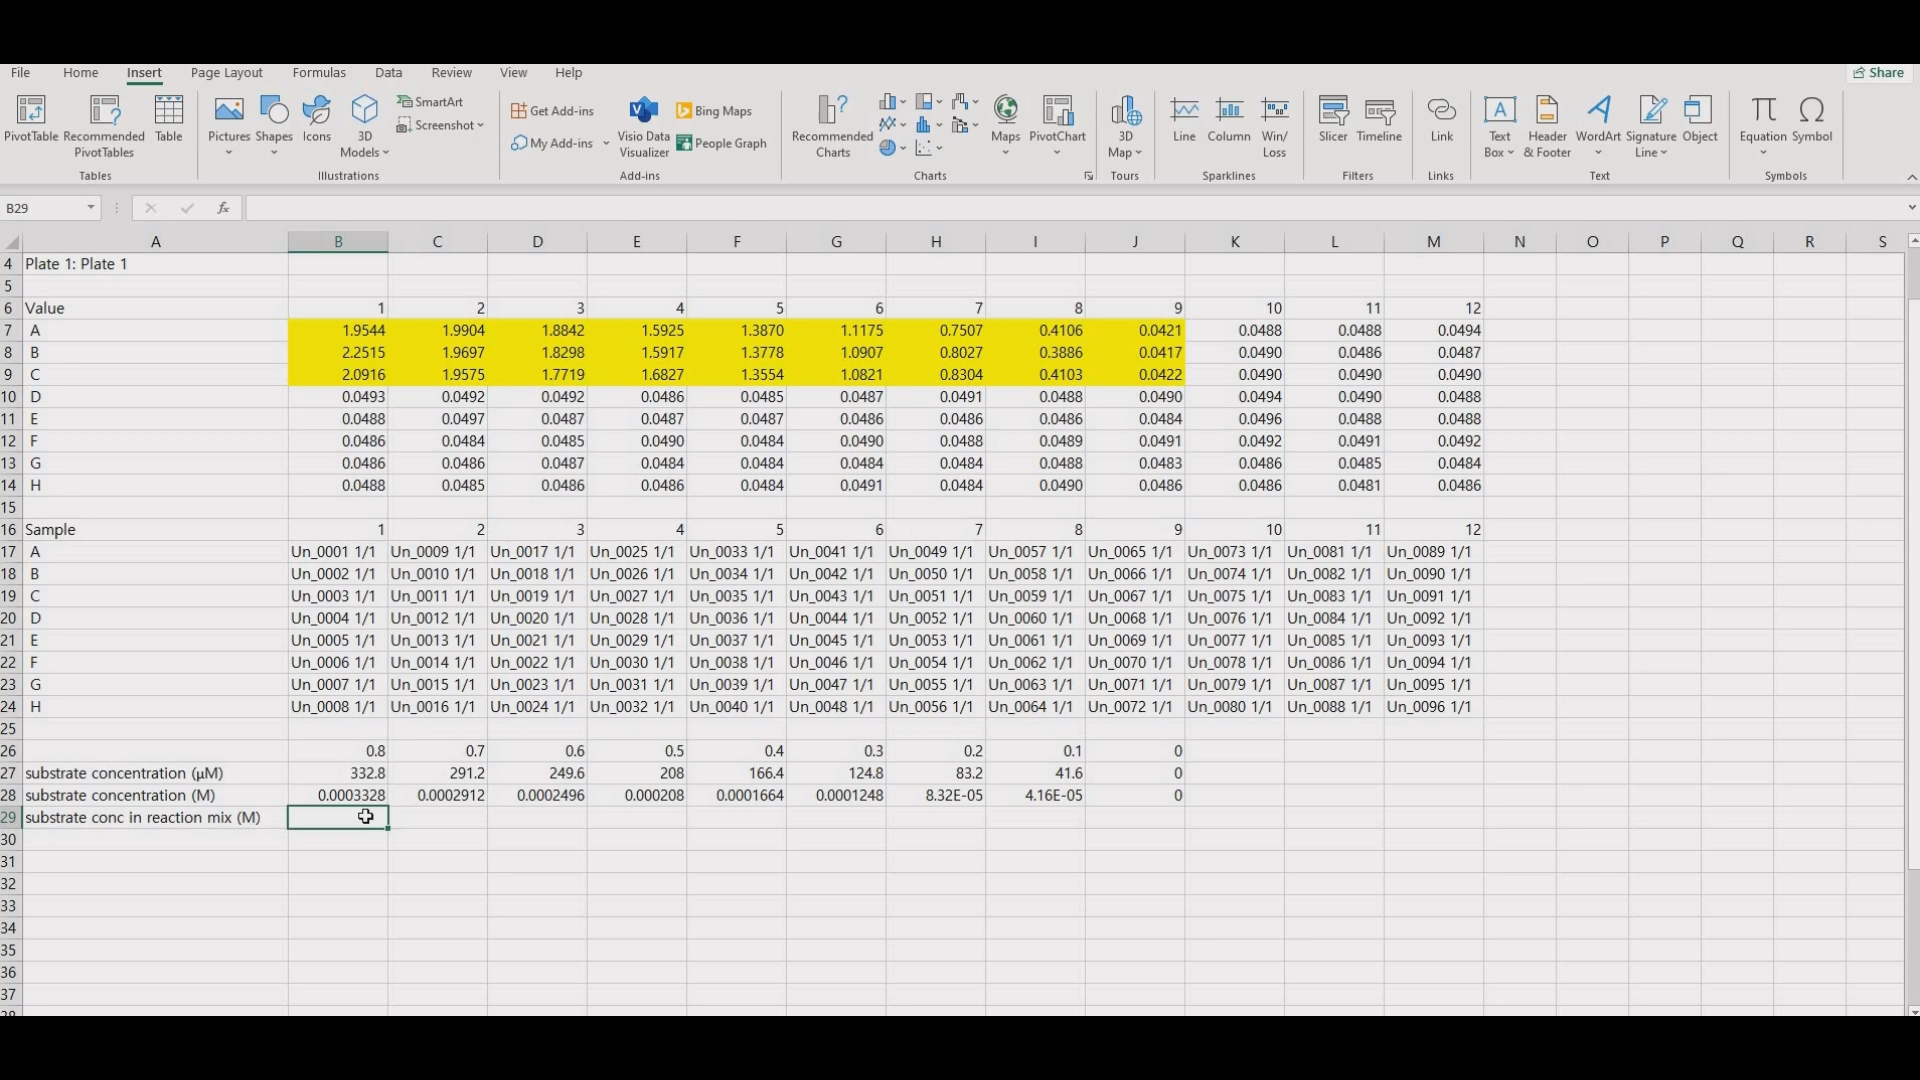 File Home Insert Page Layout Formulas Data Review View Help Share
PivotTable Recommended PivotTables Table Pictures Shapes Icons 3D Models SmartArt Screenshot Get Add-ins My Add-ins Visio Data Visualizer Bing Maps People Graph Recommended Charts Maps PivotChart 3D Map Line Column Win/Loss Slicer Timeline Link Text Box Header & Footer WordArt Signature Line Object Equation Symbol
Tables Illustrations Add-ins Charts Tours Sparklines Filters Links Text Symbols
B29 fx
A B C D E F G H I J K L M N O P Q R S
4 Plate 1: Plate 1
5
6 Value 1 2 3 4 5 6 7 8 9 10 11 12
7 A 1.9544 1.9904 1.8842 1.5925 1.3870 1.1175 0.7507 0.4106 0.0421 0.0488 0.0488 0.0494
8 B 2.2515 1.9697 1.8298 1.5917 1.3778 1.0907 0.8027 0.3886 0.0417 0.0490 0.0486 0.0487
9 C 2.0916 1.9575 1.7719 1.6827 1.3554 1.0821 0.8304 0.4103 0.0422 0.0490 0.0490 0.0490
10 D 0.0493 0.0492 0.0492 0.0486 0.0485 0.0487 0.0491 0.0488 0.0490 0.0494 0.0490 0.0488
11 E 0.0488 0.0497 0.0487 0.0487 0.0487 0.0486 0.0486 0.0486 0.0484 0.0496 0.0488 0.0488
12 F 0.0486 0.0484 0.0485 0.0490 0.0484 0.0490 0.0488 0.0489 0.0491 0.0492 0.0491 0.0492
13 G 0.0486 0.0486 0.0487 0.0484 0.0484 0.0484 0.0484 0.0488 0.0483 0.0486 0.0485 0.0484
14 H 0.0488 0.0485 0.0486 0.0486 0.0484 0.0491 0.0484 0.0490 0.0486 0.0486 0.0481 0.0486
15
16 Sample 1 2 3 4 5 6 7 8 9 10 11 12
17 A Un_0001 1/1 Un_0009 1/1 Un_0017 1/1 Un_0025 1/1 Un_0033 1/1 Un_0041 1/1 Un_0049 1/1 Un_0057 1/1 Un_0065 1/1 Un_0073 1/1 Un_0081 1/1 Un_0089 1/1
18 B Un_0002 1/1 Un_0010 1/1 Un_0018 1/1 Un_0026 1/1 Un_0034 1/1 Un_0042 1/1 Un_0050 1/1 Un_0058 1/1 Un_0066 1/1 Un_0074 1/1 Un_0082 1/1 Un_0090 1/1
19 C Un_0003 1/1 Un_0011 1/1 Un_0019 1/1 Un_0027 1/1 Un_0035 1/1 Un_0043 1/1 Un_0051 1/1 Un_0059 1/1 Un_0067 1/1 Un_0075 1/1 Un_0083 1/1 Un_0091 1/1
20 D Un_0004 1/1 Un_0012 1/1 Un_0020 1/1 Un_0028 1/1 Un_0036 1/1 Un_0044 1/1 Un_0052 1/1 Un_0060 1/1 Un_0068 1/1 Un_0076 1/1 Un_0084 1/1 Un_0092 1/1
21 E Un_0005 1/1 Un_0013 1/1 Un_0021 1/1 Un_0029 1/1 Un_0037 1/1 Un_0045 1/1 Un_0053 1/1 Un_0061 1/1 Un_0069 1/1 Un_0077 1/1 Un_0085 1/1 Un_0093 1/1
22 F Un_0006 1/1 Un_0014 1/1 Un_0022 1/1 Un_0030 1/1 Un_0038 1/1 Un_0046 1/1 Un_0054 1/1 Un_0062 1/1 Un_0070 1/1 Un_0078 1/1 Un_0086 1/1 Un_0094 1/1
23 G Un_0007 1/1 Un_0015 1/1 Un_0023 1/1 Un_0031 1/1 Un_0039 1/1 Un_0047 1/1 Un_0055 1/1 Un_0063 1/1 Un_0071 1/1 Un_0079 1/1 Un_0087 1/1 Un_0095 1/1
24 H Un_0008 1/1 Un_0016 1/1 Un_0024 1/1 Un_0032 1/1 Un_0040 1/1 Un_0048 1/1 Un_0056 1/1 Un_0064 1/1 Un_0072 1/1 Un_0080 1/1 Un_0088 1/1 Un_0096 1/1
25
26 0.8 0.7 0.6 0.5 0.4 0.3 0.2 0.1 0
27 substrate concentration (µM) 332.8 291.2 249.6 208 166.4 124.8 83.2 41.6 0
28 substrate concentration (M) 0.0003328 0.0002912 0.0002496 0.000208 0.0001664 0.0001248 8.32E-05 4.16E-05 0
29 substrate conc in reaction mix (M)
30
31
32
33
34
35
36
37
38